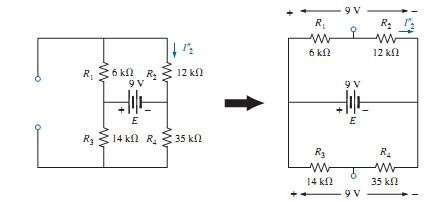 I"2
R1 6 kΩ R2 12 kΩ
9 V
+ −
E
R3 14 kΩ R4 35 kΩ
+ 9 V −
R1 R2 I"2
6 kΩ 12 kΩ
9 V
+ −
E
R3 R4
14 kΩ 35 kΩ
+ 9 V −